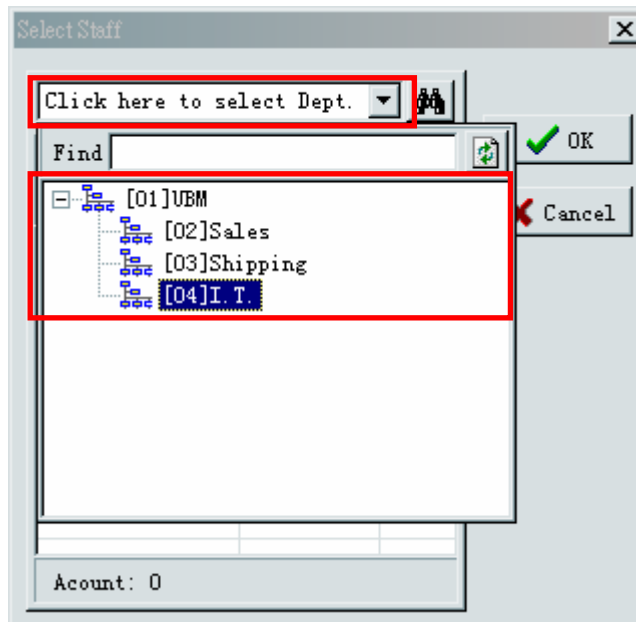 Select Staff
Click here to select Dept.
Find
OK
[01]UBM
Cancel
[02]Sales
[03]Shipping
[04]I.T.
Acount: 0